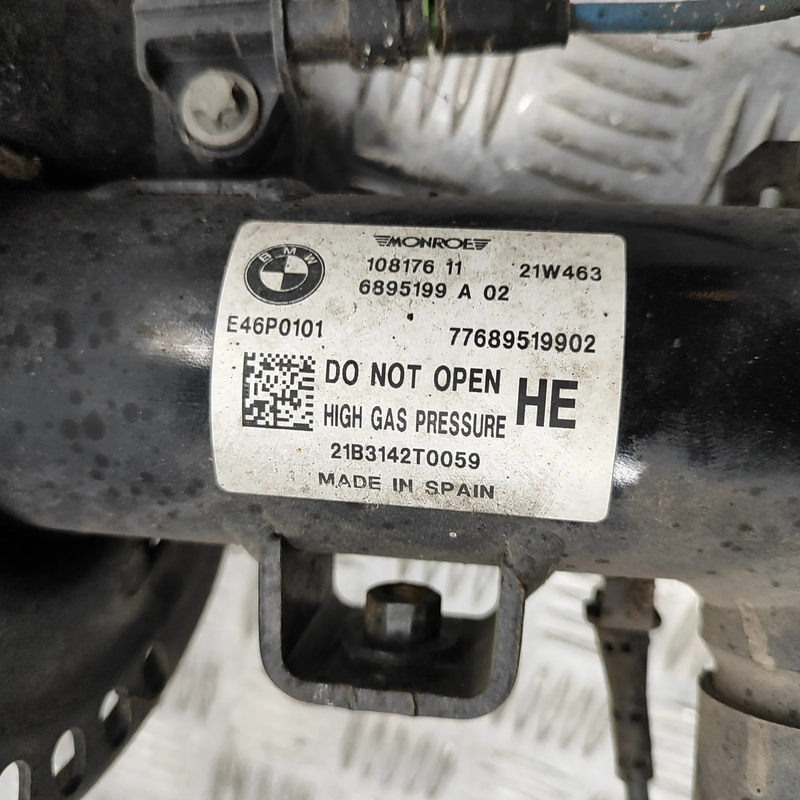 BMW
MONROE
108176 11 21W463
6895199 A 02
E46P0101 77689519902
DO NOT OPEN HE
HIGH GAS PRESSURE
21B3142T0059
MADE IN SPAIN